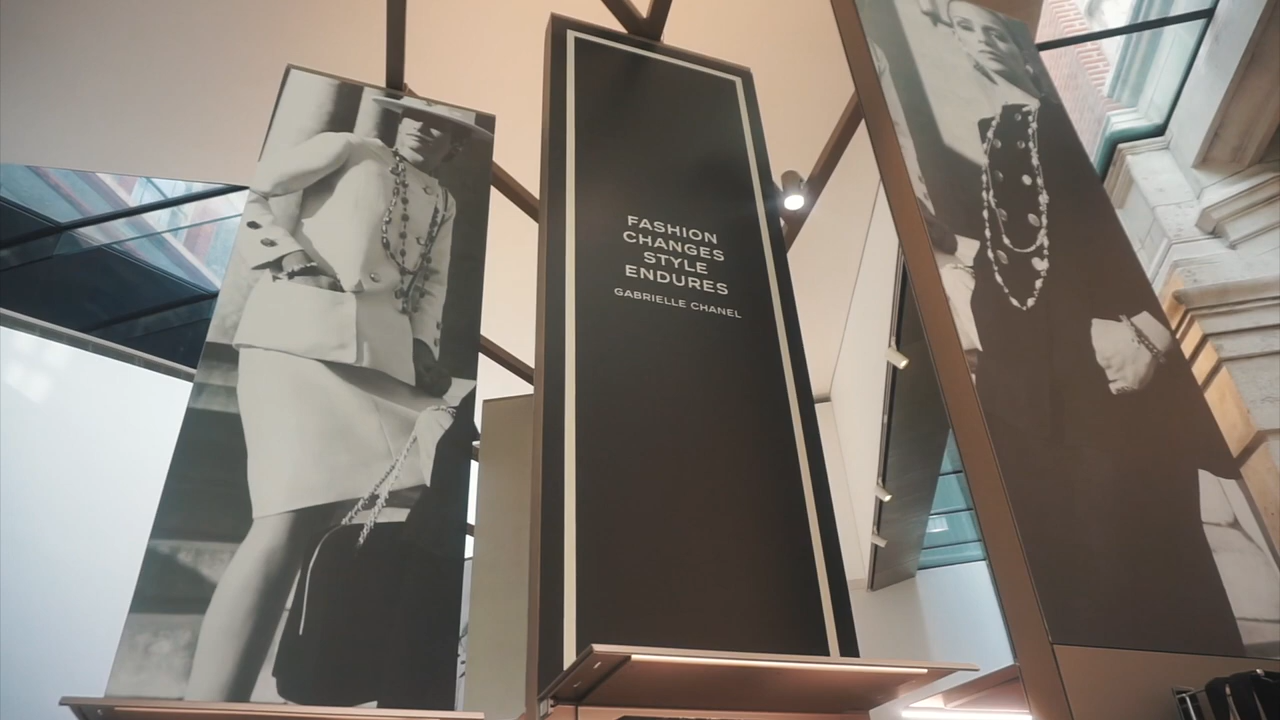 FASHION
CHANGES
STYLE
ENDURES
GABRIELLE CHANEL